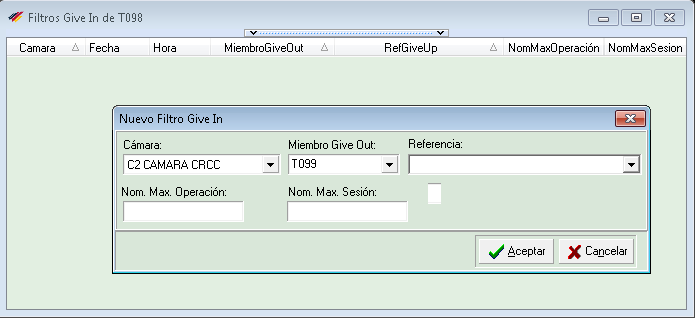 Filtros Give In de T098
Camara Fecha Hora MiembroGiveOut RefGiveUp NomMaxOperación NomMaxSesion
Nuevo Filtro Give In
Cámara: Miembro Give Out: Referencia:
C2 CAMARA CRCC T099
Nom. Max. Operación: Nom. Max. Sesión:
Aceptar Cancelar